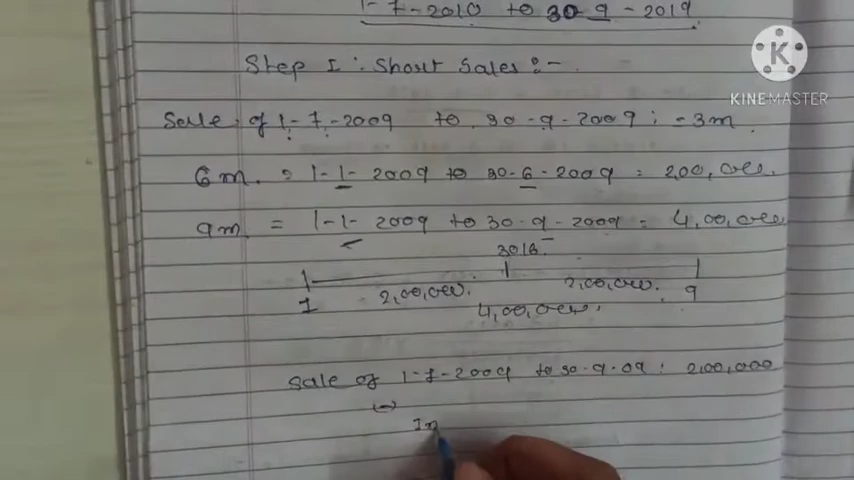 1-7-2010 to 30-9-2019
KINEMASTER
Step I : Short Sales :-
Sale of 1-7-2009 to 30-9-2009 : -3m.
6m. = 1-1-2009 to 30-6-2009 = 2,00,000.
9m = 1-1-2009 to 30-9-2009 = 4,00,000
30/6.
1 2,00,000. 2,00,000. 9
4,00,000.
Sale of 1-7-2009 to 30-9-09 : 2,00,000
(-)
In